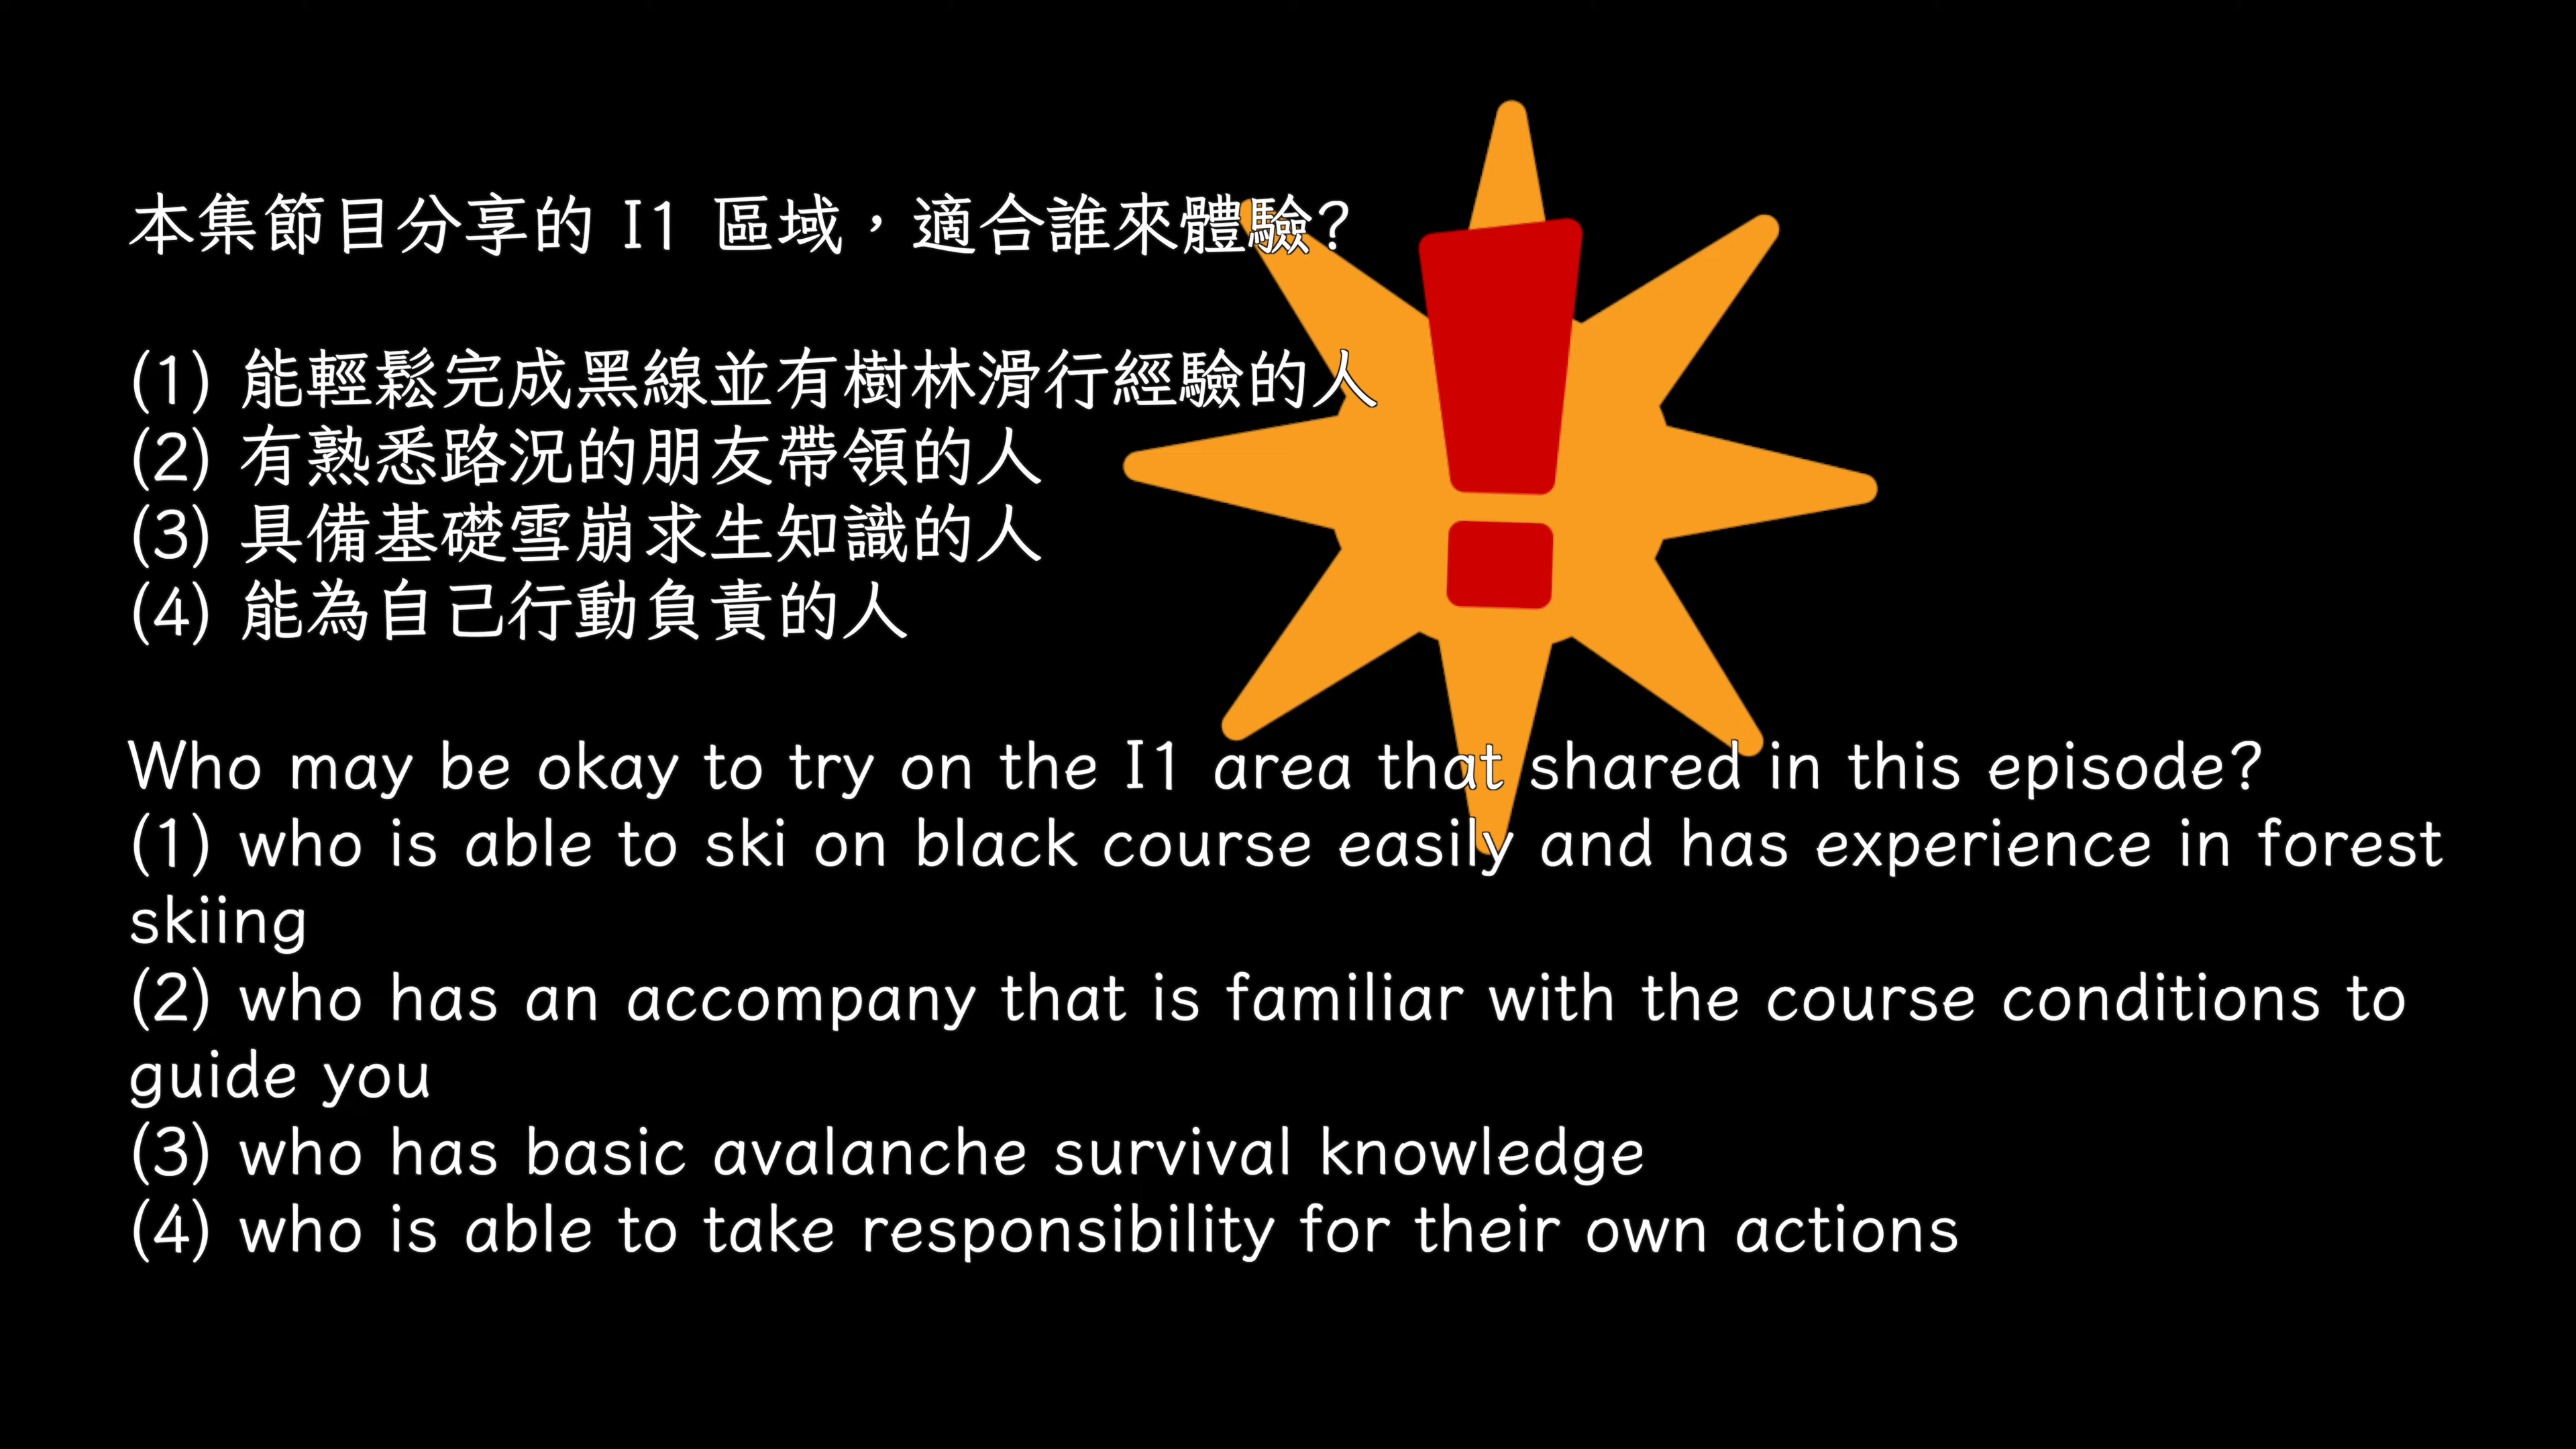 本集節目分享的 I1 區域，適合誰來體驗？
(1) 能輕鬆完成黑線並有樹林滑行經驗的人
(2) 有熟悉路況的朋友帶領的人
(3) 具備基礎雪崩求生知識的人
(4) 能為自己行動負責的人
Who may be okay to try on the I1 area that shared in this episode?
(1) who is able to ski on black course easily and has experience in forest
skiing
(2) who has an accompany that is familiar with the course conditions to
guide you
(3) who has basic avalanche survival knowledge
(4) who is able to take responsibility for their own actions